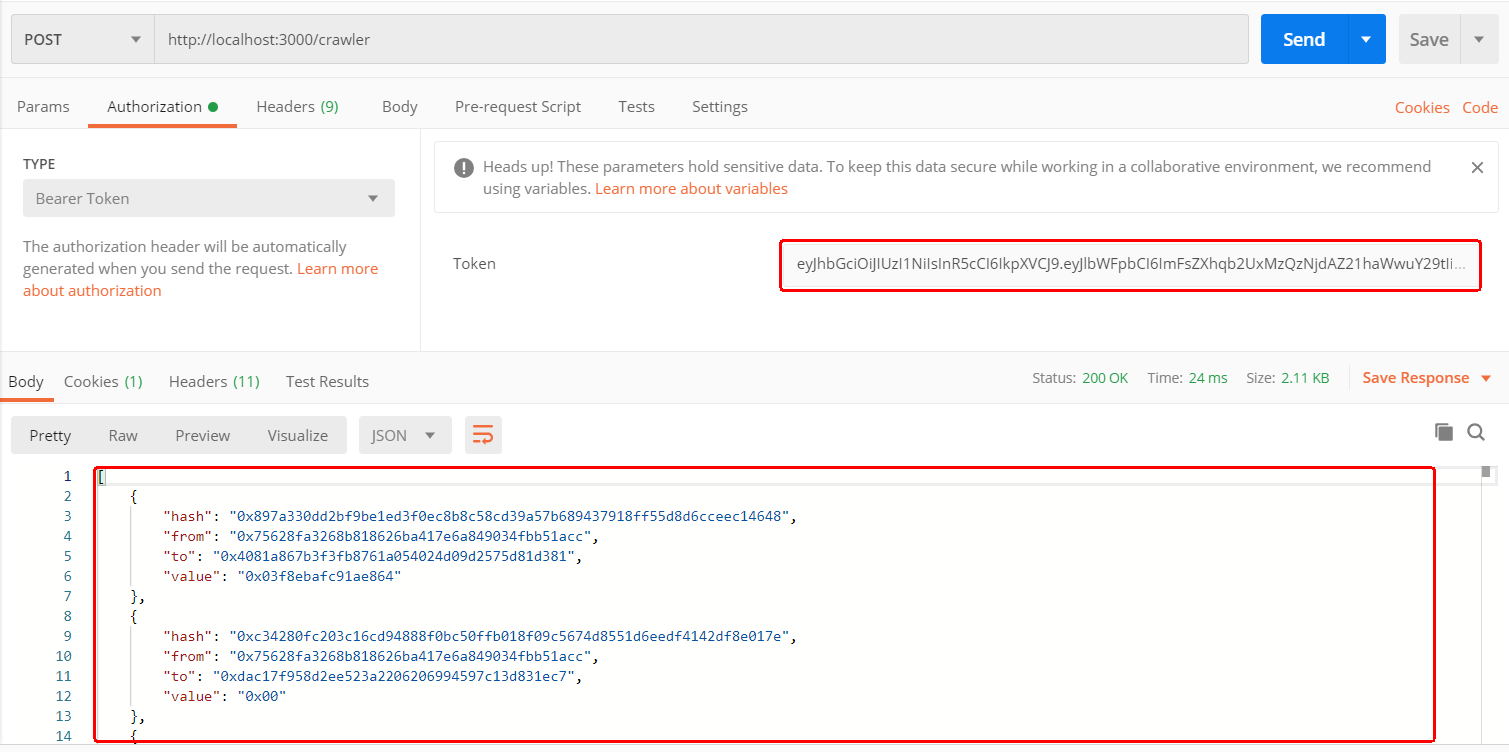 POST http://localhost:3000/crawler Send Save
Params Authorization Headers (9) Body Pre-request Script Tests Settings Cookies Code
TYPE
Bearer Token
The authorization header will be automatically
generated when you send the request. Learn more
about authorization
Heads up! These parameters hold sensitive data. To keep this data secure while working in a collaborative environment, we recommend
using variables. Learn more about variables
Token eyJhbGciOiJIUzI1NiIsInR5cCI6IkpXVCJ9.eyJlbWFpbCI6ImFsZXhqb2UxMzQzNjdAZ21haWwuY29tIi...
Body Cookies (1) Headers (11) Test Results Status: 200 OK Time: 24 ms Size: 2.11 KB Save Response
Pretty Raw Preview Visualize JSON
1 [
2 {
3 "hash": "0x897a330dd2bf9be1ed3f0ec8b8c58cd39a57b689437918ff55d8d6cceec14648",
4 "from": "0x75628fa3268b818626ba417e6a849034fbb51acc",
5 "to": "0x4081a867b3f3fb8761a054024d09d2575d81d381",
6 "value": "0x03f8ebafc91ae864"
7 },
8 {
9 "hash": "0xc34280fc203c16cd94888f0bc50ffb018f09c5674d8551d6eedf4142df8e017e",
10 "from": "0x75628fa3268b818626ba417e6a849034fbb51acc",
11 "to": "0xdac17f958d2ee523a2206206994597c13d831ec7",
12 "value": "0x00"
13 },
14 {